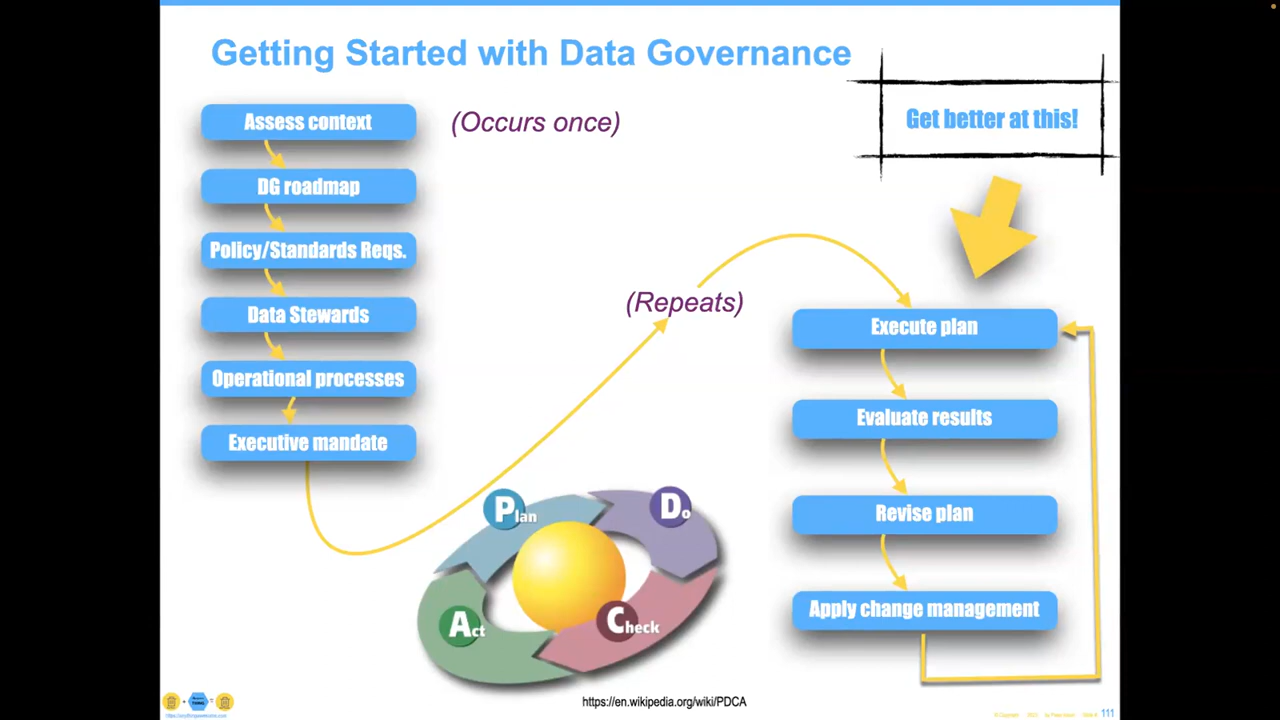 Getting Started with Data Governance
Assess context
(Occurs once)
Get better at this!
DG roadmap
Policy/Standards Reqs.
Data Stewards
Operational processes
Executive mandate
(Repeats)
Execute plan
Evaluate results
Revise plan
Apply change management
Plan
Do
Check
Act
https://en.wikipedia.org/wiki/PDCA
111